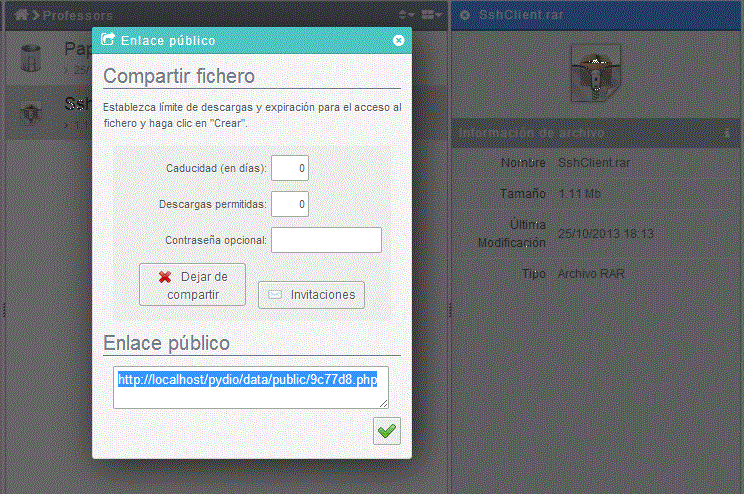 Professors
SshClient.rar
Enlace público
Compartir fichero
Establezca límite de descargas y expiración para el acceso al
fichero y haga clic en "Crear".
Caducidad (en días): 0
Descargas permitidas: 0
Contraseña opcional:
Dejar de
compartir
Invitaciones
Enlace público
http://localhost/pydio/data/public/9c77d8.php
Pap
25/
Ssh
Información de archivo
Nombre SshClient.rar
Tamaño 1.11 Mb
Última
Modificación
25/10/2013 18:13
Tipo Archivo RAR